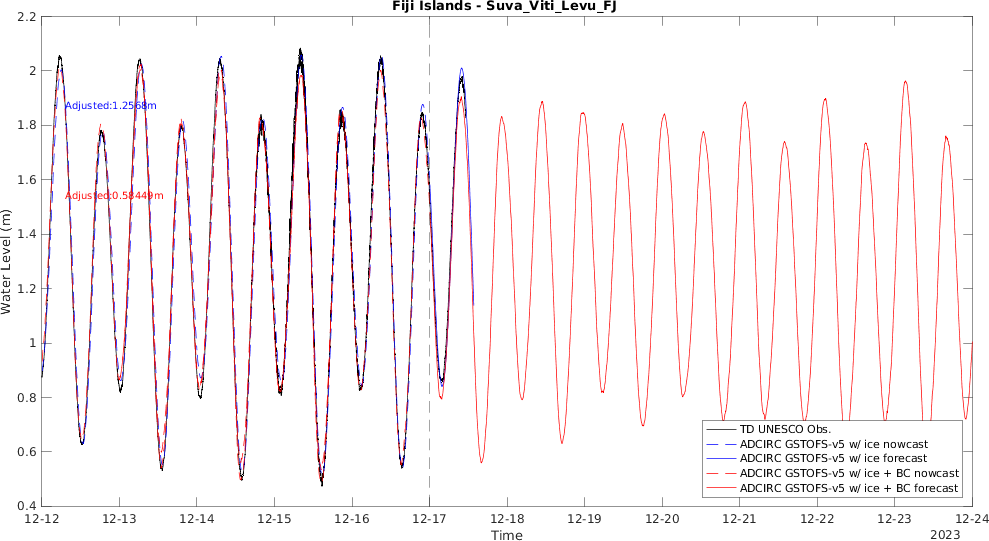 Fiji Islands - Suva_Viti_Levu_FJ
2.2
2
1.8
1.6
1.4
1.2
1
0.8
0.6
0.4
Water Level (m)
Adjusted:1.2568m
Adjusted:0.58449m
TD UNESCO Obs.
ADCIRC GSTOFS-v5 w/ ice nowcast
ADCIRC GSTOFS-v5 w/ ice forecast
ADCIRC GSTOFS-v5 w/ ice + BC nowcast
ADCIRC GSTOFS-v5 w/ ice + BC forecast
12-12 12-13 12-14 12-15 12-16 12-17 12-18 12-19 12-20 12-21 12-22 12-23 12-24
Time
2023